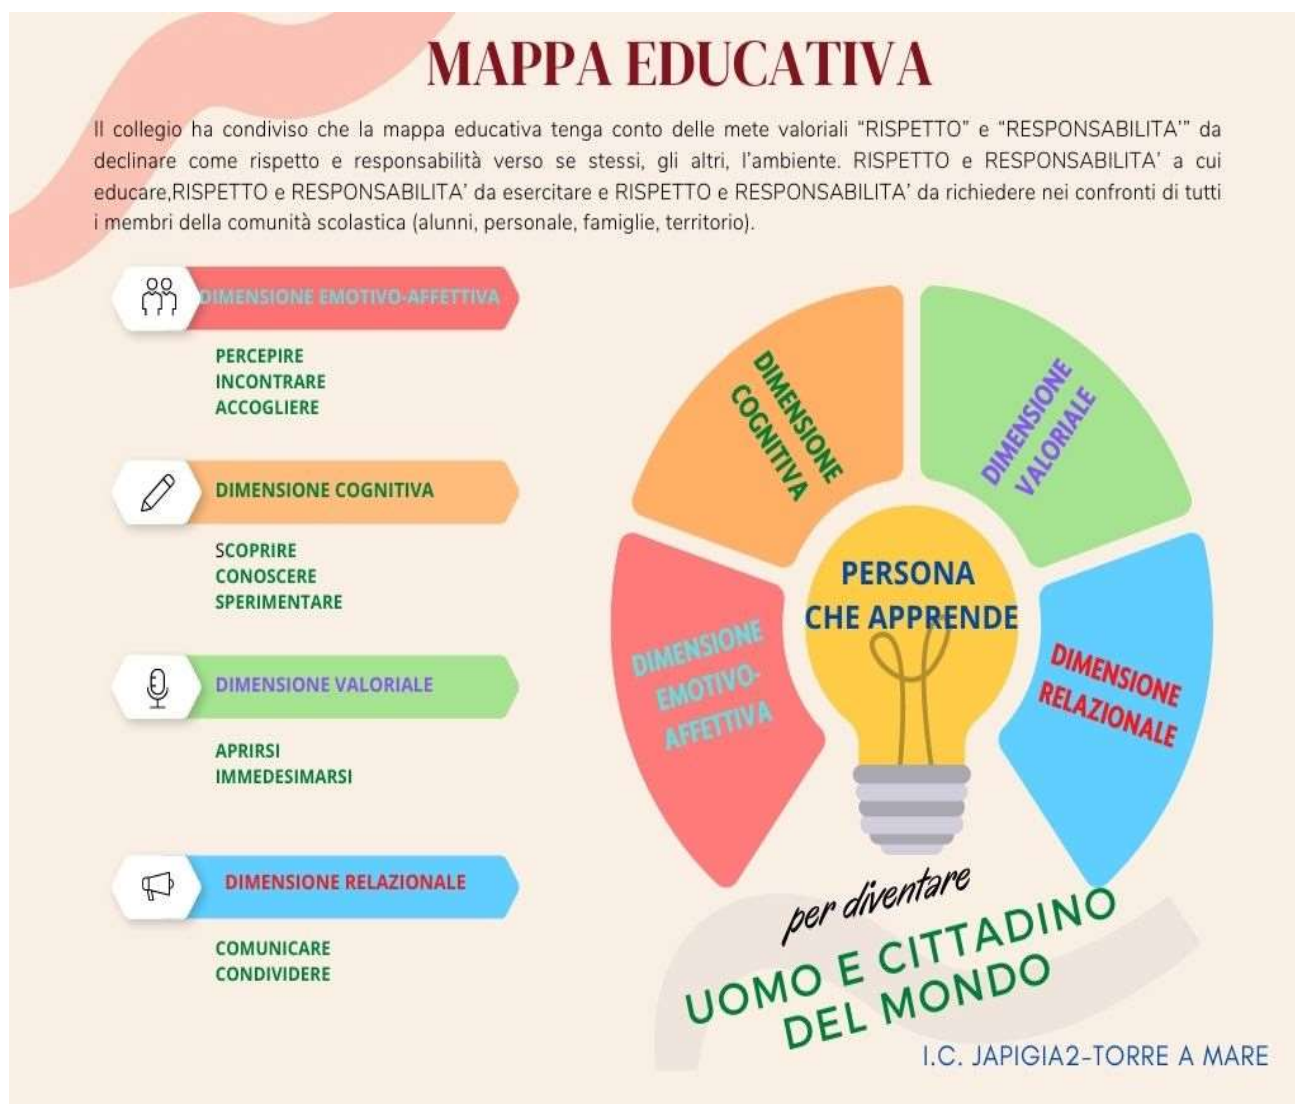 MAPPA EDUCATIVA
Il collegio ha condiviso che la mappa educativa tenga conto delle mete valoriali “RISPETTO” e “RESPONSABILITA’” da
declinare come rispetto e responsabilità verso se stessi, gli altri, l’ambiente. RISPETTO e RESPONSABILITA’ a cui
educare,RISPETTO e RESPONSABILITA’ da esercitare e RISPETTO e RESPONSABILITA’ da richiedere nei confronti di tutti
i membri della comunità scolastica (alunni, personale, famiglie, territorio).
DIMENSIONE EMOTIVO-AFFETTIVA
PERCEPIRE
INCONTRARE
ACCOGLIERE
DIMENSIONE COGNITIVA
SCOPRIRE
CONOSCERE
SPERIMENTARE
DIMENSIONE VALORIALE
APRIRSI
IMMEDESIMARSI
DIMENSIONE RELAZIONALE
COMUNICARE
CONDIVIDERE
DIMENSIONE
EMOTIVO-
AFFETTIVA
DIMENSIONE
COGNITIVA
DIMENSIONE
VALORIALE
DIMENSIONE
RELAZIONALE
PERSONA
CHE APPRENDE
per diventare
UOMO E CITTADINO
DEL MONDO
I.C. JAPIGIA2-TORRE A MARE